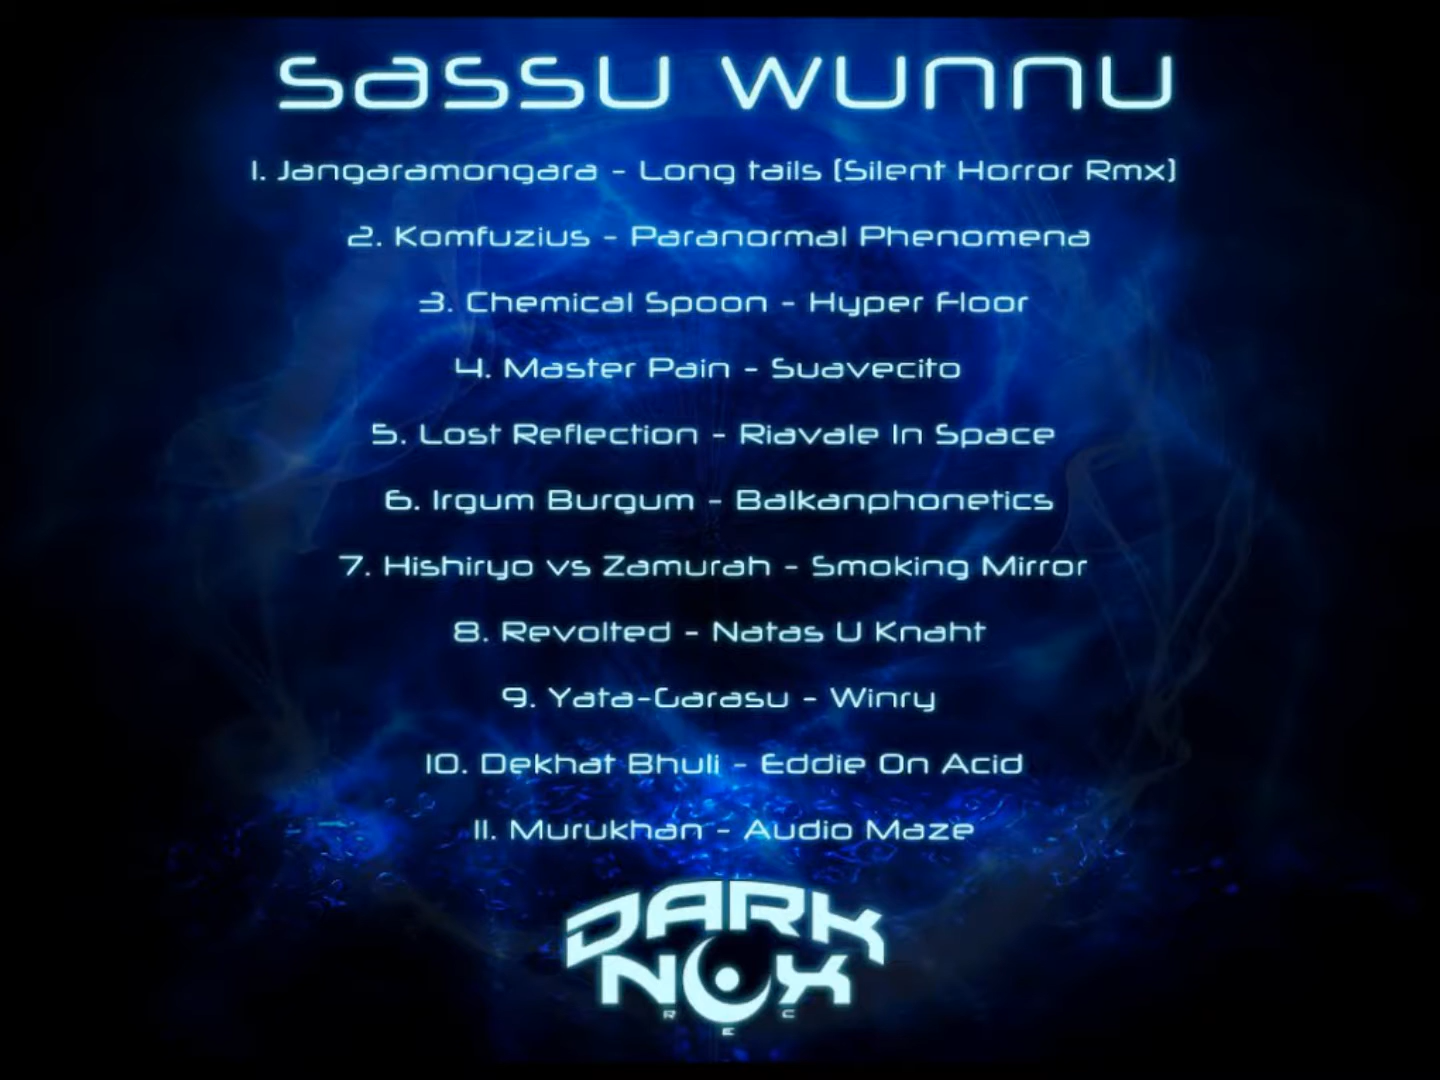 Sassu Wunnu
1. Jangaramongara - Long tails (Silent Horror Rmx)
2. Komfuzius - Paranormal Phenomena
3. Chemical Spoon - Hyper Floor
4. Master Pain - Suavecito
5. Lost Reflection - Riavale In Space
6. Irgum Burgum - Balkanphonetics
7. Hishiryo vs Zamurah - Smoking Mirror
8. Revolted - Natas U Knaht
9. Yata-Garasu - Winry
10. Dekhat Bhuli - Eddie On Acid
11. Murukhan - Audio Maze
DARK
NOX
REC